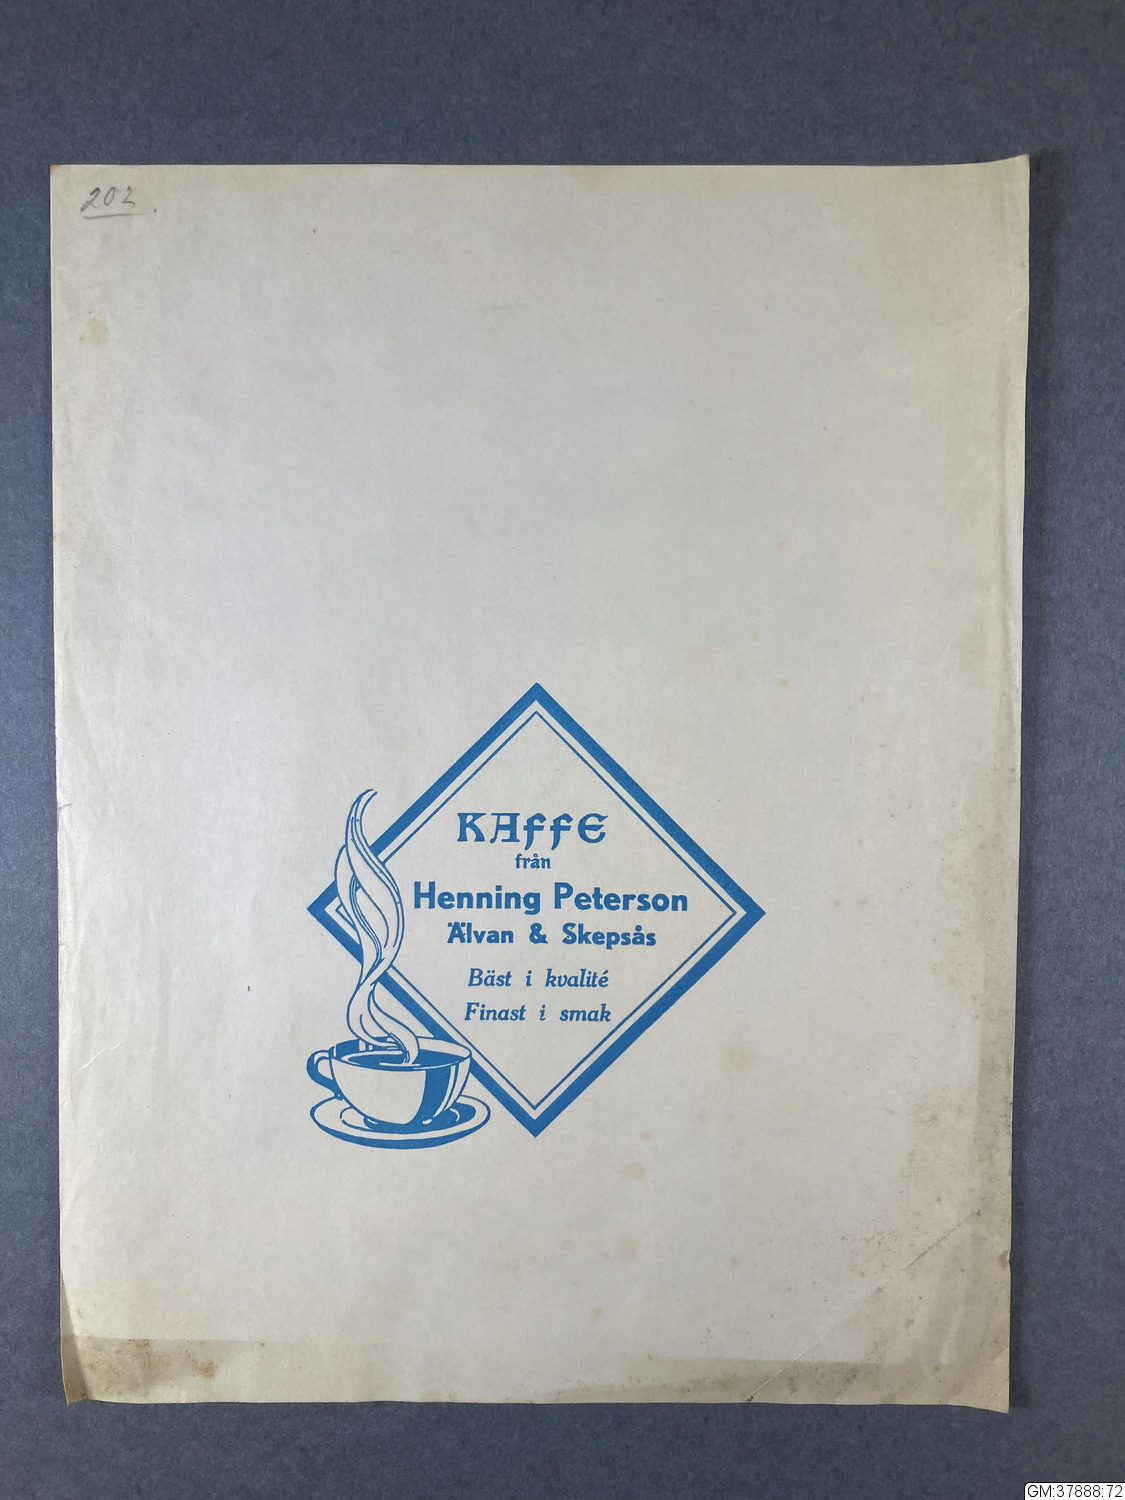 202
KAFFE
från
Henning Peterson
Älvan & Skepsås
Bäst i kvalité
Finast i smak
GM:37888:72